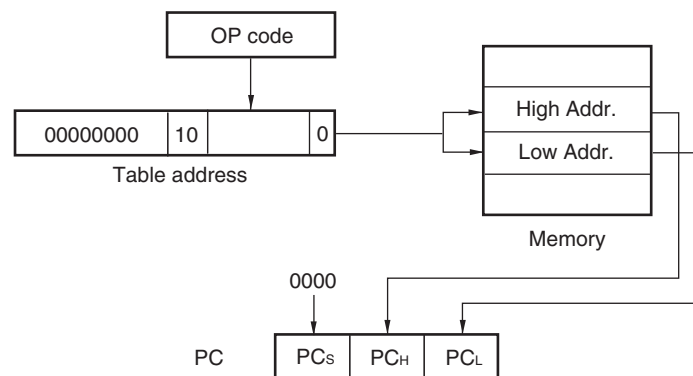 OP code
00000000 10 0
Table address
High Addr.
Low Addr.
Memory
0000
PC PCS PCH PCL